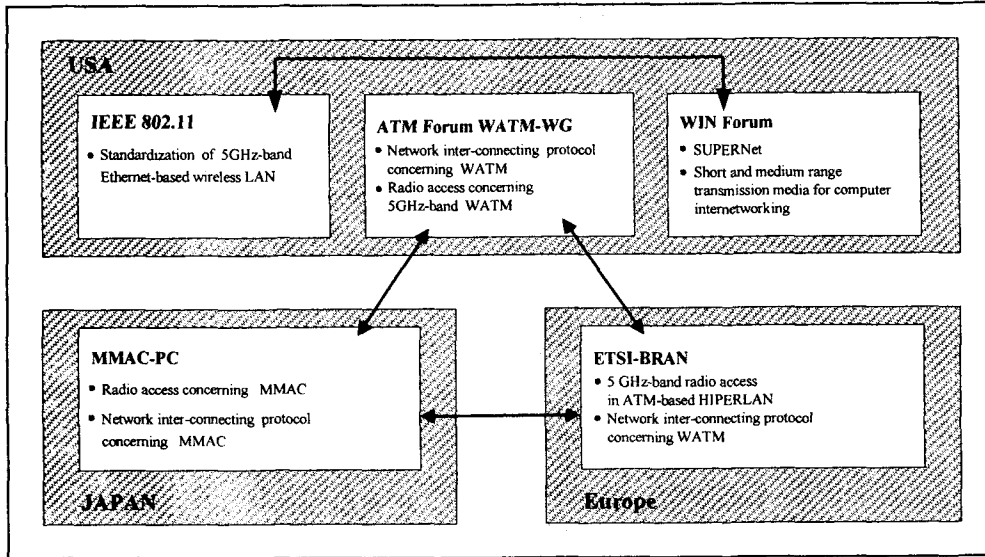 USA
IEEE 802.11
• Standardization of 5GHz-band
Ethernet-based wireless LAN
ATM Forum WATM-WG
• Network inter-connecting protocol
concerning WATM
• Radio access concerning
5GHz-band WATM
WIN Forum
• SUPERNet
• Short and medium range
transmission media for computer
internetworking
MMAC-PC
• Radio access concerning MMAC
• Network inter-connecting protocol
concerning MMAC
JAPAN
ETSI-BRAN
• 5 GHz-band radio access
in ATM-based HIPERLAN
• Network inter-connecting protocol
concerning WATM
Europe